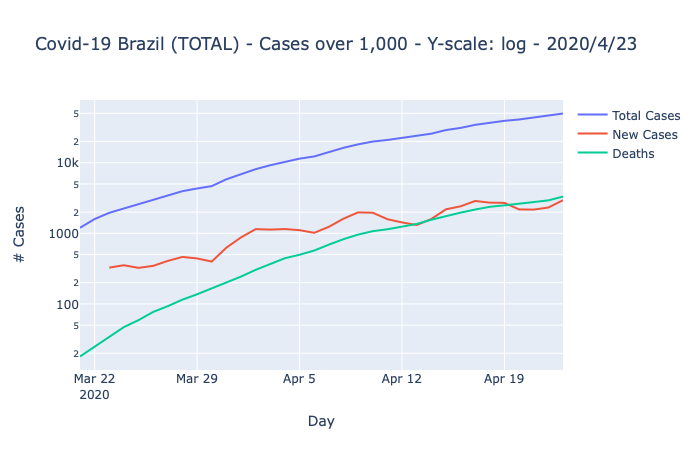 Covid-19 Brazil (TOTAL) - Cases over 1,000 - Y-scale: log - 2020/4/23
Total Cases
New Cases
Deaths
# Cases
5
2
10k
5
2
1000
5
2
100
5
2
Mar 22 Mar 29 Apr 5 Apr 12 Apr 19
2020
Day